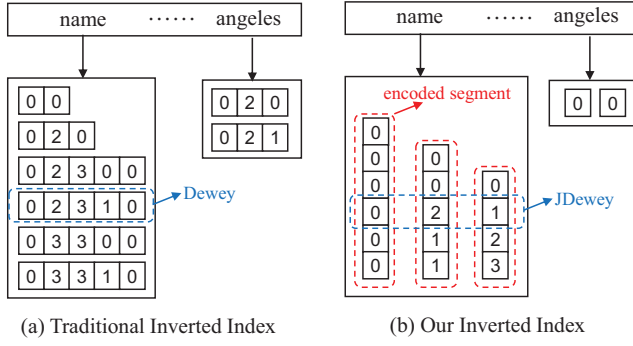 name ...... angeles
0 0
0 2 0
0 2 3 0 0
0 2 3 1 0
0 3 3 0 0
0 3 3 1 0
0 2 0
0 2 1
Dewey
(a) Traditional Inverted Index
name ...... angeles
encoded segment
0
0 0
0 0 0
0 2 1
0 1 2
0 1 3
0 0
JDewey
(b) Our Inverted Index